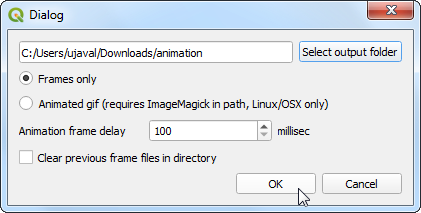 Dialog
C:/Users/ujaval/Downloads/animation Select output folder
Frames only
Animated gif (requires ImageMagick in path, Linux/OSX only)
Animation frame delay 100 millisec
Clear previous frame files in directory
OK Cancel